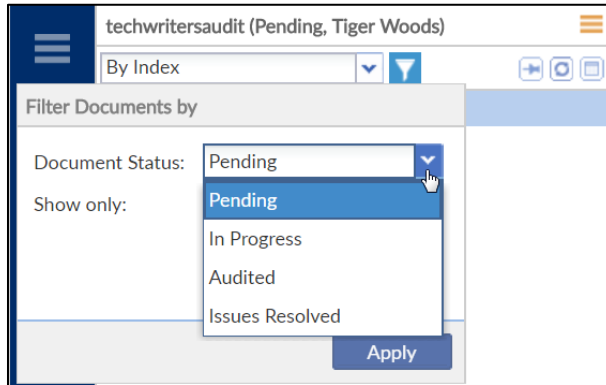 techwritersaudit (Pending, Tiger Woods)
By Index
Filter Documents by
Document Status: Pending
Show only:
Pending
In Progress
Audited
Issues Resolved
Apply